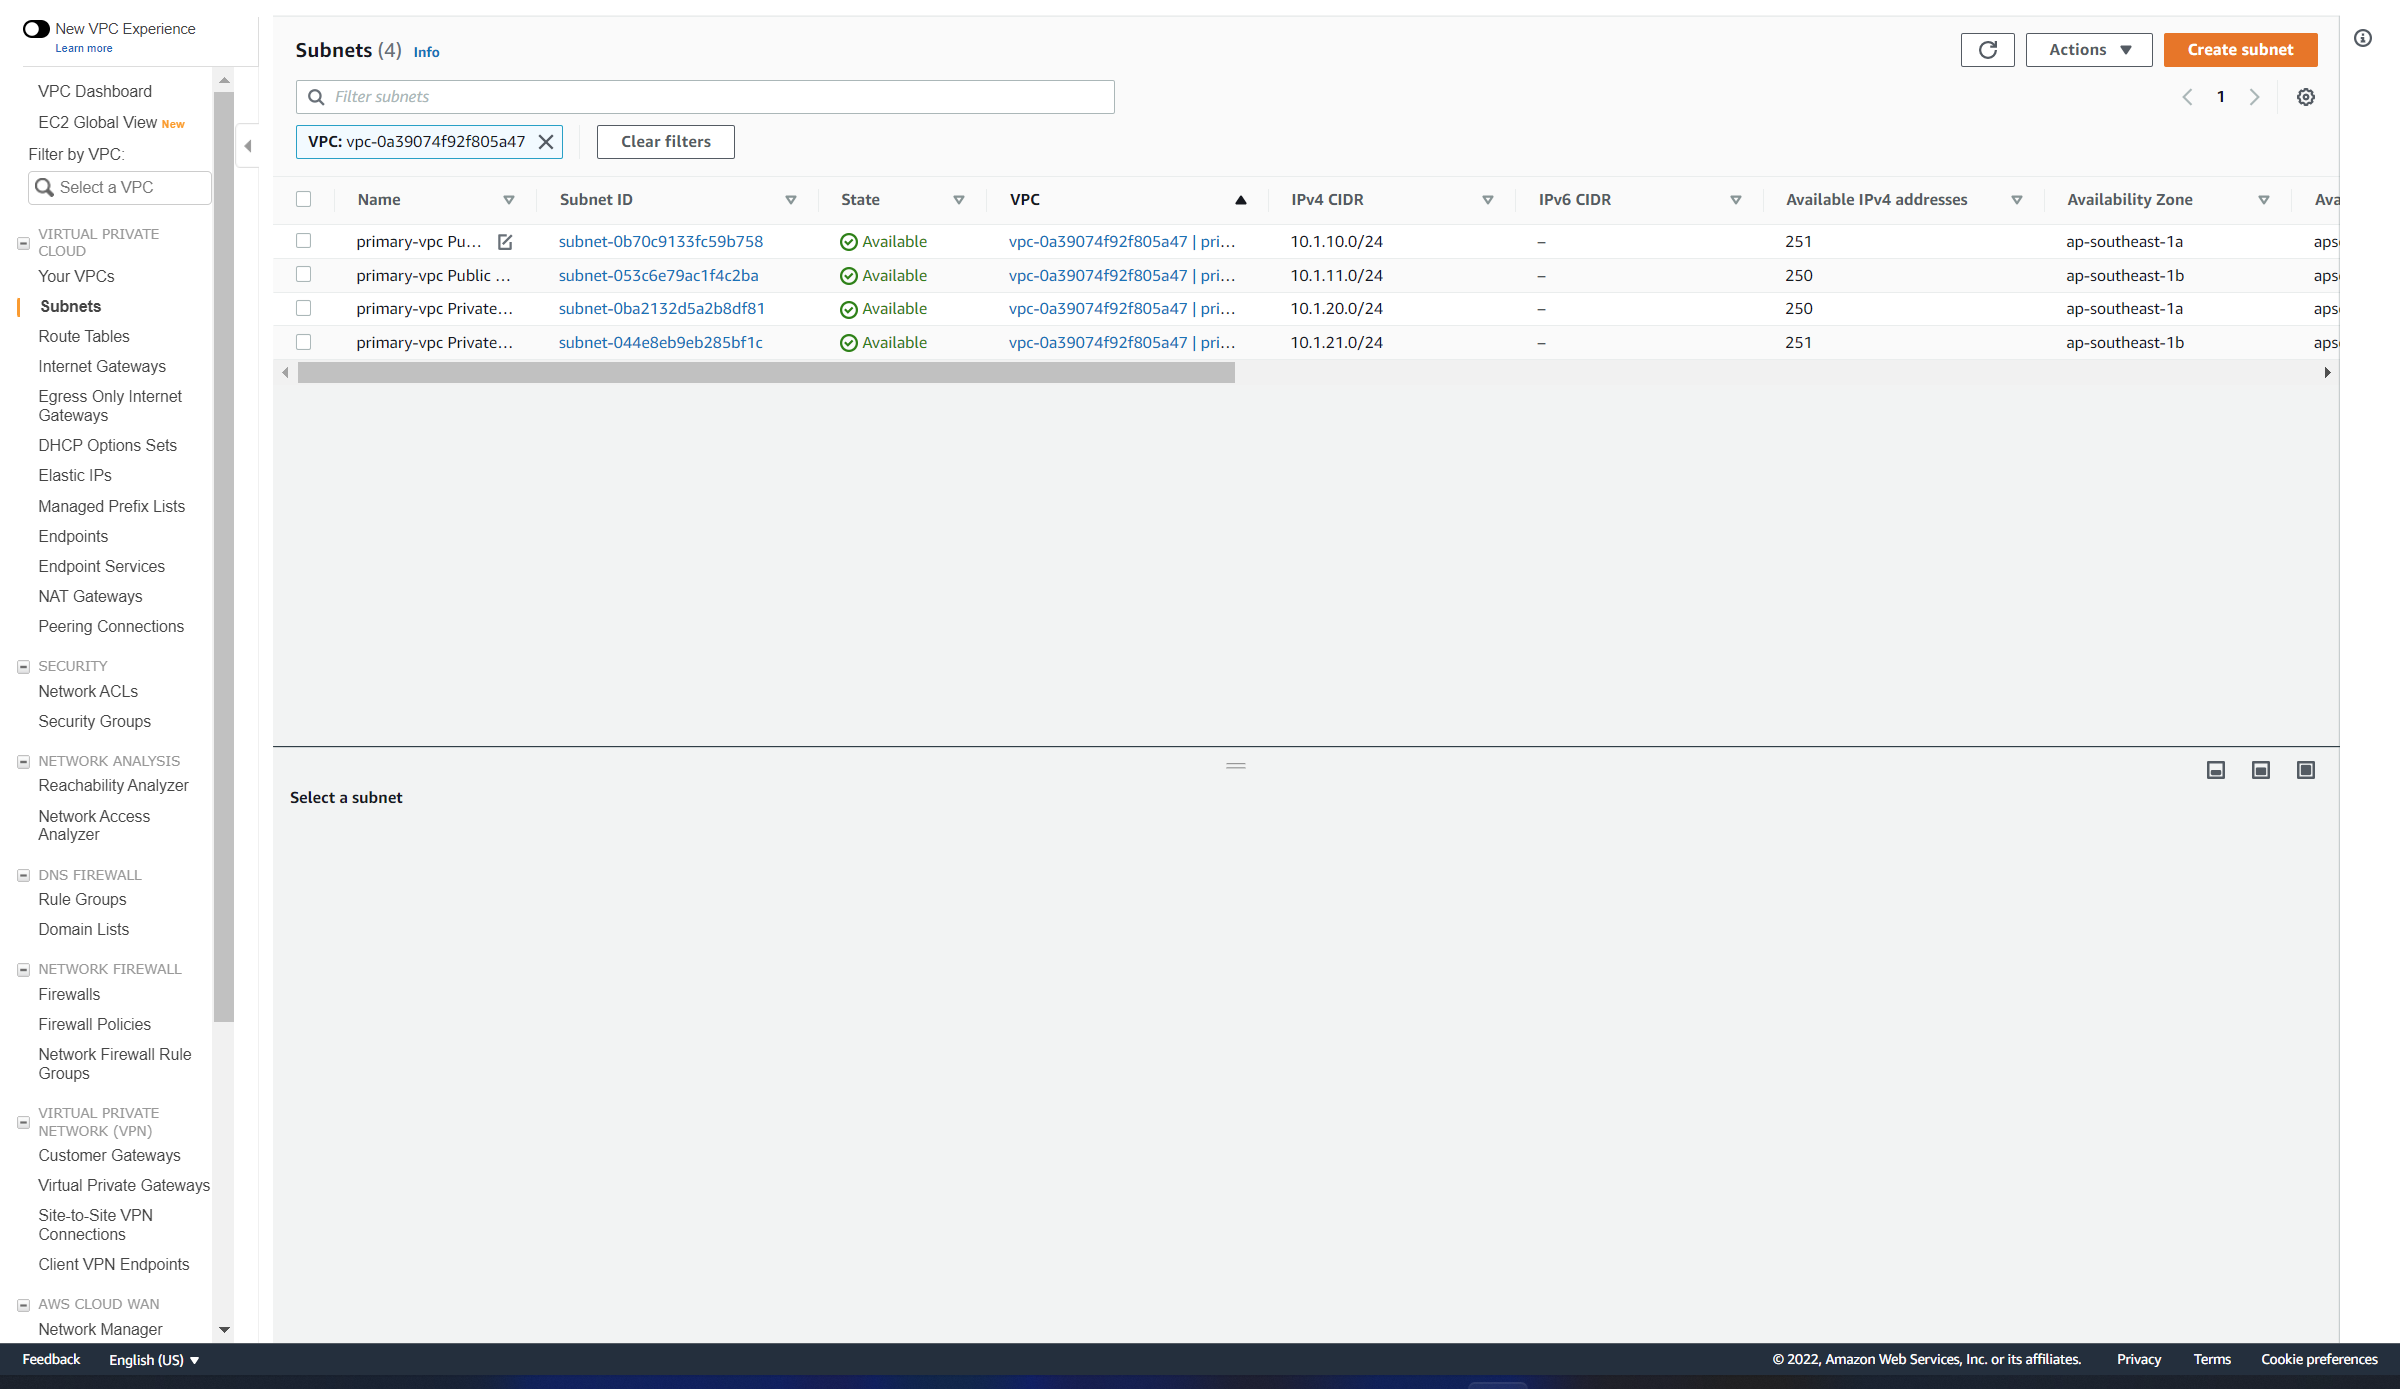 New VPC Experience
Learn more
VPC Dashboard
EC2 Global View New
Filter by VPC:
Select a VPC
VIRTUAL PRIVATE
CLOUD
Your VPCs
Subnets
Route Tables
Internet Gateways
Egress Only Internet
Gateways
DHCP Options Sets
Elastic IPs
Managed Prefix Lists
Endpoints
Endpoint Services
NAT Gateways
Peering Connections
SECURITY
Network ACLs
Security Groups
NETWORK ANALYSIS
Reachability Analyzer
Network Access
Analyzer
DNS FIREWALL
Rule Groups
Domain Lists
NETWORK FIREWALL
Firewalls
Firewall Policies
Network Firewall Rule
Groups
VIRTUAL PRIVATE
NETWORK (VPN)
Customer Gateways
Virtual Private Gateways
Site-to-Site VPN
Connections
Client VPN Endpoints
AWS CLOUD WAN
Network Manager
Subnets (4) Info
Actions
Create subnet
Filter subnets
1
VPC: vpc-0a39074f92f805a47
Clear filters
Name Subnet ID State VPC IPv4 CIDR IPv6 CIDR Available IPv4 addresses Availability Zone Ava
primary-vpc Pu... subnet-0b70c9133fc59b758 Available vpc-0a39074f92f805a47 | pri... 10.1.10.0/24 – 251 ap-southeast-1a aps
primary-vpc Public ... subnet-053c6e79ac1f4c2ba Available vpc-0a39074f92f805a47 | pri... 10.1.11.0/24 – 250 ap-southeast-1b aps
primary-vpc Private... subnet-0ba2132d5a2b8df81 Available vpc-0a39074f92f805a47 | pri... 10.1.20.0/24 – 250 ap-southeast-1a aps
primary-vpc Private... subnet-044e8eb9eb285bf1c Available vpc-0a39074f92f805a47 | pri... 10.1.21.0/24 – 251 ap-southeast-1b aps
Select a subnet
Feedback English (US) © 2022, Amazon Web Services, Inc. or its affiliates. Privacy Terms Cookie preferences